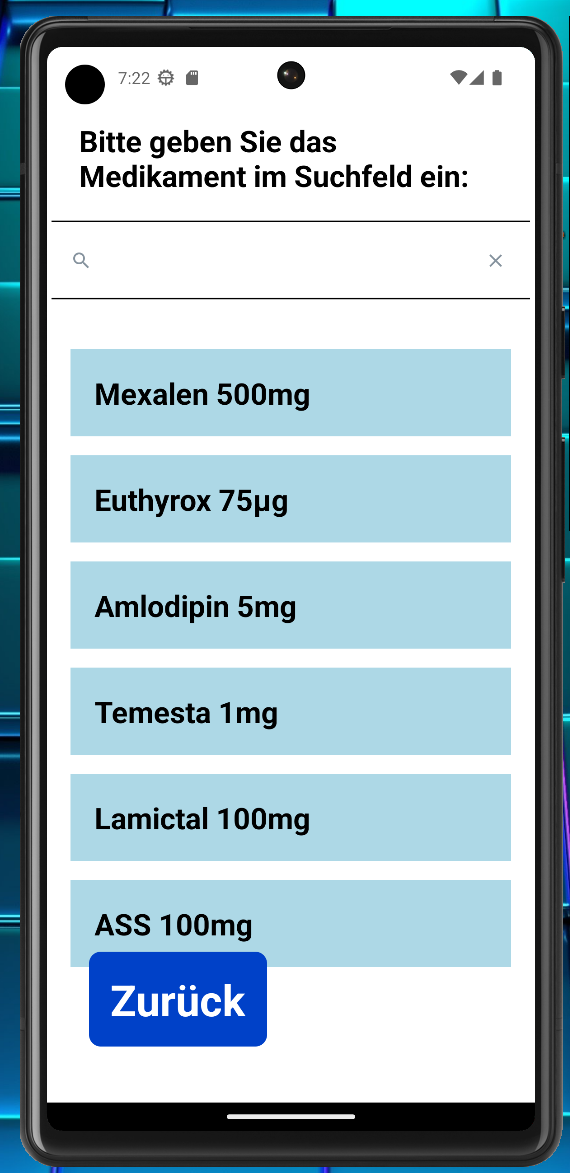 7:22
Bitte geben Sie das
Medikament im Suchfeld ein:
Mexalen 500mg
Euthyrox 75µg
Amlodipin 5mg
Temesta 1mg
Lamictal 100mg
ASS 100mg
Zurück